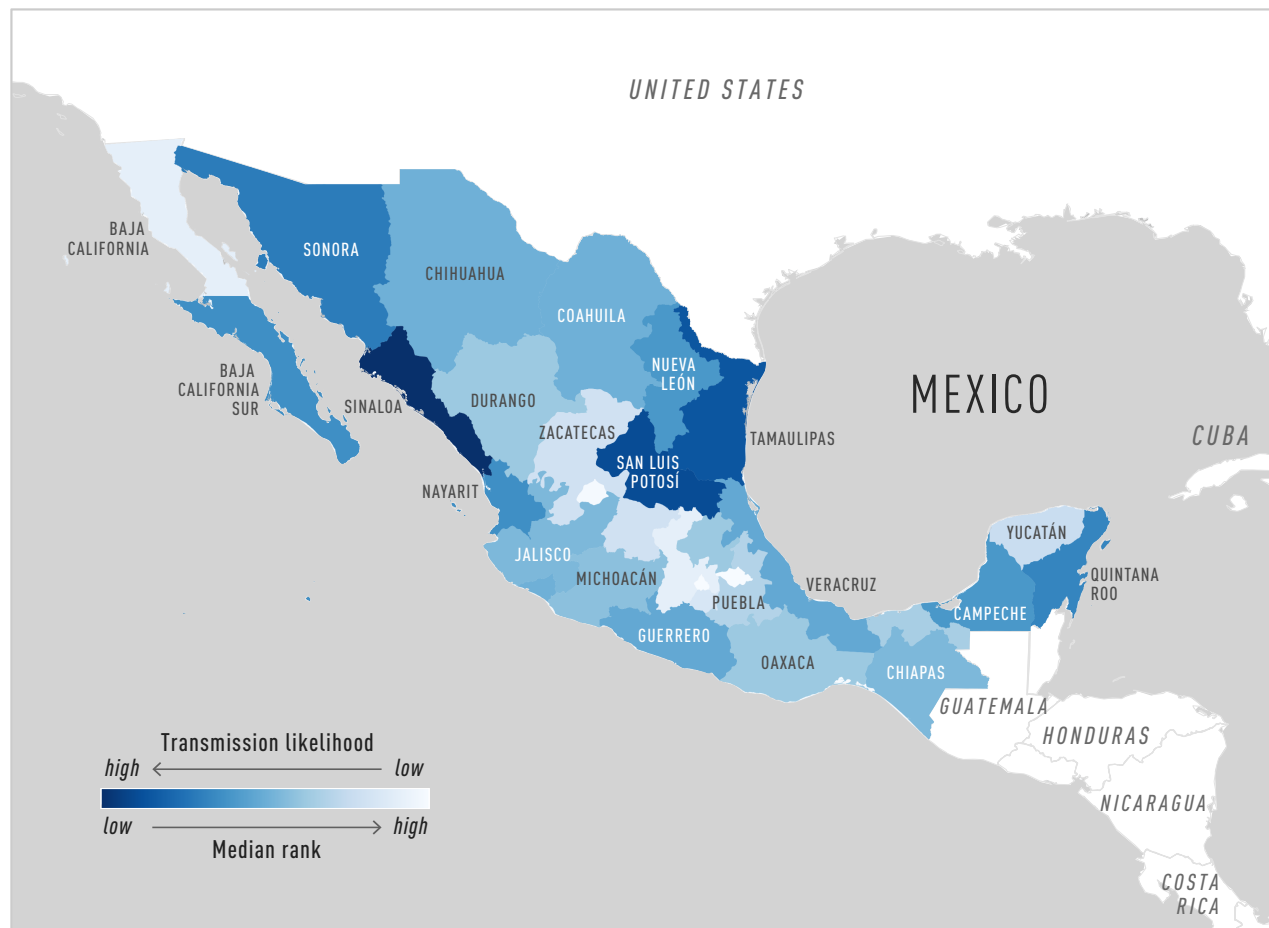 UNITED STATES
BAJA
CALIFORNIA
SONORA
CHIHUAHUA
COAHUILA
NUEVA
LEÓN
BAJA
CALIFORNIA
SUR
SINALOA
DURANGO
MEXICO
ZACATECAS
TAMAULIPAS
CUBA
SAN LUIS
POTOSÍ
NAYARIT
YUCATÁN
JALISCO
MICHOACÁN
VERACRUZ
QUINTANA
ROO
PUEBLA
CAMPECHE
GUERRERO
OAXACA
CHIAPAS
GUATEMALA
HONDURAS
NICARAGUA
COSTA
RICA
Transmission likelihood
high low
low high
Median rank